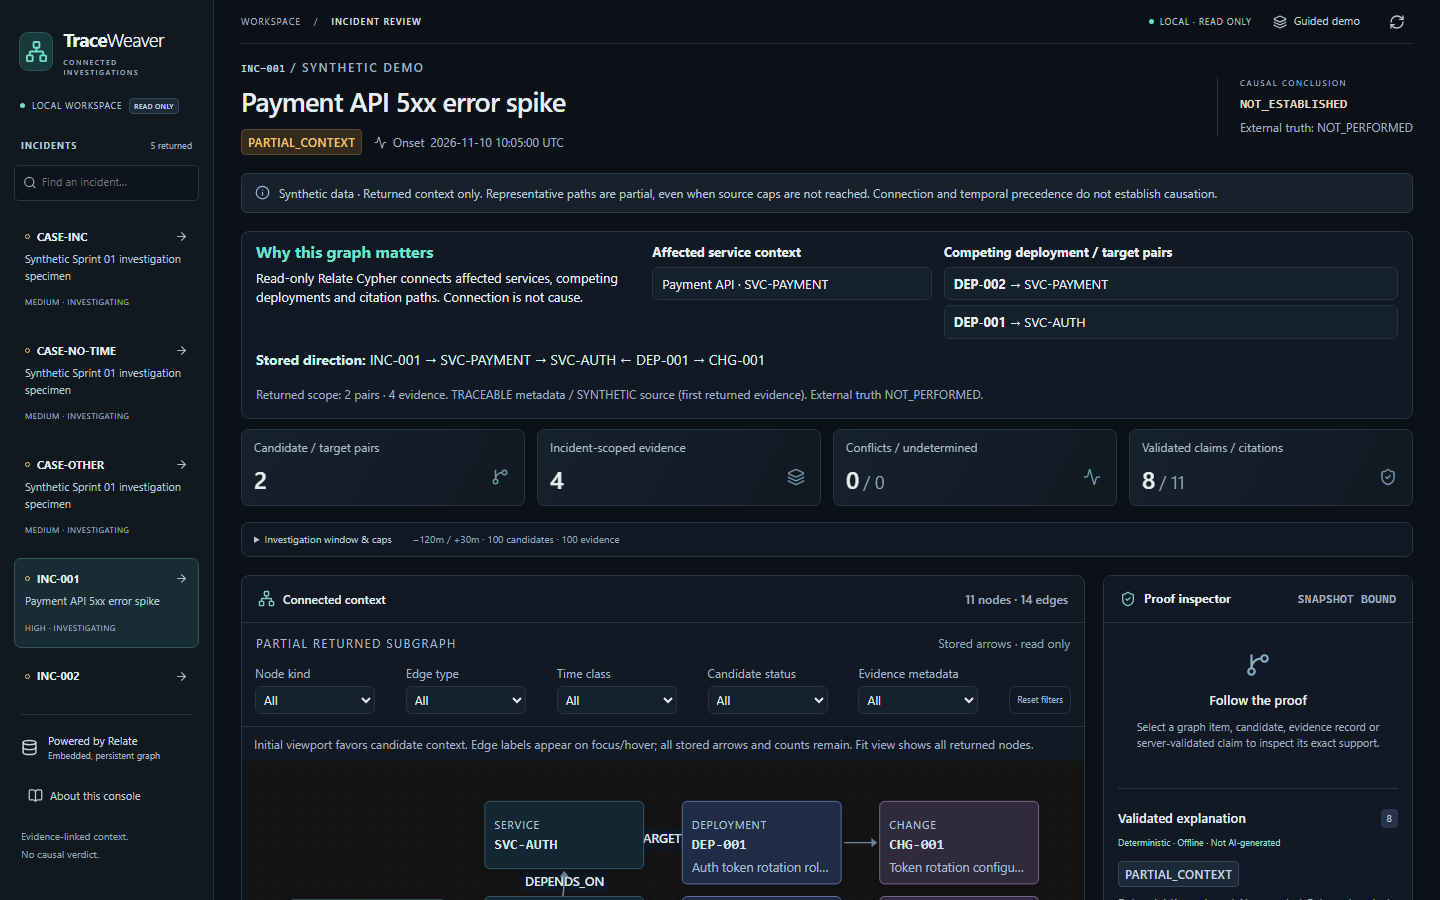 TraceWeaver
CONNECTED
INVESTIGATIONS
LOCAL WORKSPACE READ ONLY
INCIDENTS 5 returned
Find an incident...
CASE-INC
Synthetic Sprint 01 investigation
specimen
MEDIUM · INVESTIGATING
CASE-NO-TIME
Synthetic Sprint 01 investigation
specimen
MEDIUM · INVESTIGATING
CASE-OTHER
Synthetic Sprint 01 investigation
specimen
MEDIUM · INVESTIGATING
INC-001
Payment API 5xx error spike
HIGH · INVESTIGATING
INC-002
Powered by Relate
Embedded, persistent graph
About this console
Evidence-linked context.
No causal verdict.
WORKSPACE / INCIDENT REVIEW
LOCAL · READ ONLY Guided demo
INC-001 / SYNTHETIC DEMO
Payment API 5xx error spike
PARTIAL_CONTEXT Onset 2026-11-10 10:05:00 UTC
CAUSAL CONCLUSION
NOT_ESTABLISHED
External truth: NOT_PERFORMED
Synthetic data · Returned context only. Representative paths are partial, even when source caps are not reached. Connection and temporal precedence do not establish causation.
Why this graph matters
Read-only Relate Cypher connects affected services, competing
deployments and citation paths. Connection is not cause.
Affected service context
Payment API · SVC-PAYMENT
Competing deployment / target pairs
DEP-002 → SVC-PAYMENT
DEP-001 → SVC-AUTH
Stored direction: INC-001 → SVC-PAYMENT → SVC-AUTH ← DEP-001 → CHG-001
Returned scope: 2 pairs · 4 evidence. TRACEABLE metadata / SYNTHETIC source (first returned evidence). External truth NOT_PERFORMED.
Candidate / target pairs
2
Incident-scoped evidence
4
Conflicts / undetermined
0 / 0
Validated claims / citations
8 / 11
Investigation window & caps −120m / +30m · 100 candidates · 100 evidence
Connected context 11 nodes · 14 edges
PARTIAL RETURNED SUBGRAPH Stored arrows · read only
Node kind Edge type Time class Candidate status Evidence metadata
All All All All All Reset filters
Initial viewport favors candidate context. Edge labels appear on focus/hover; all stored arrows and counts remain. Fit view shows all returned nodes.
SERVICE
SVC-AUTH
ARGET
DEPLOYMENT
DEP-001
Auth token rotation rol...
CHANGE
CHG-001
Token rotation configu...
DEPENDS_ON
Proof inspector SNAPSHOT BOUND
Follow the proof
Select a graph item, candidate, evidence record or
server-validated claim to inspect its exact support.
Validated explanation 8
Deterministic · Offline · Not AI-generated
PARTIAL_CONTEXT